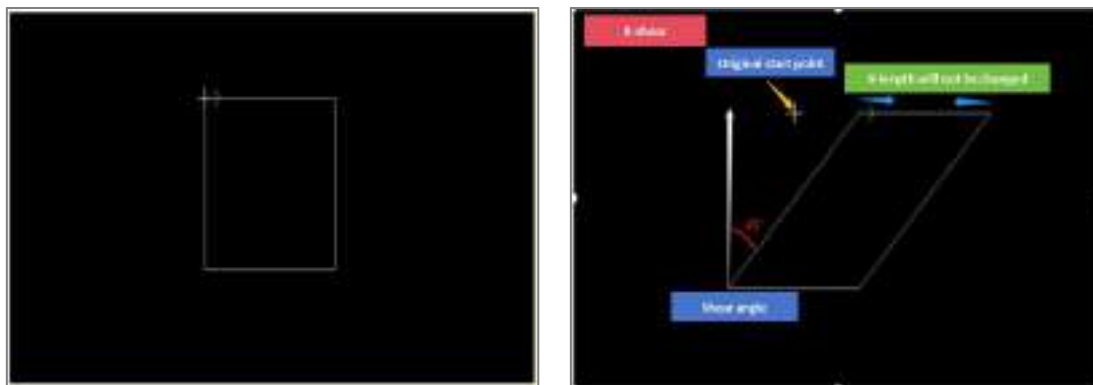 X-shear
Original start point
X-length will not be changed
Shear angle